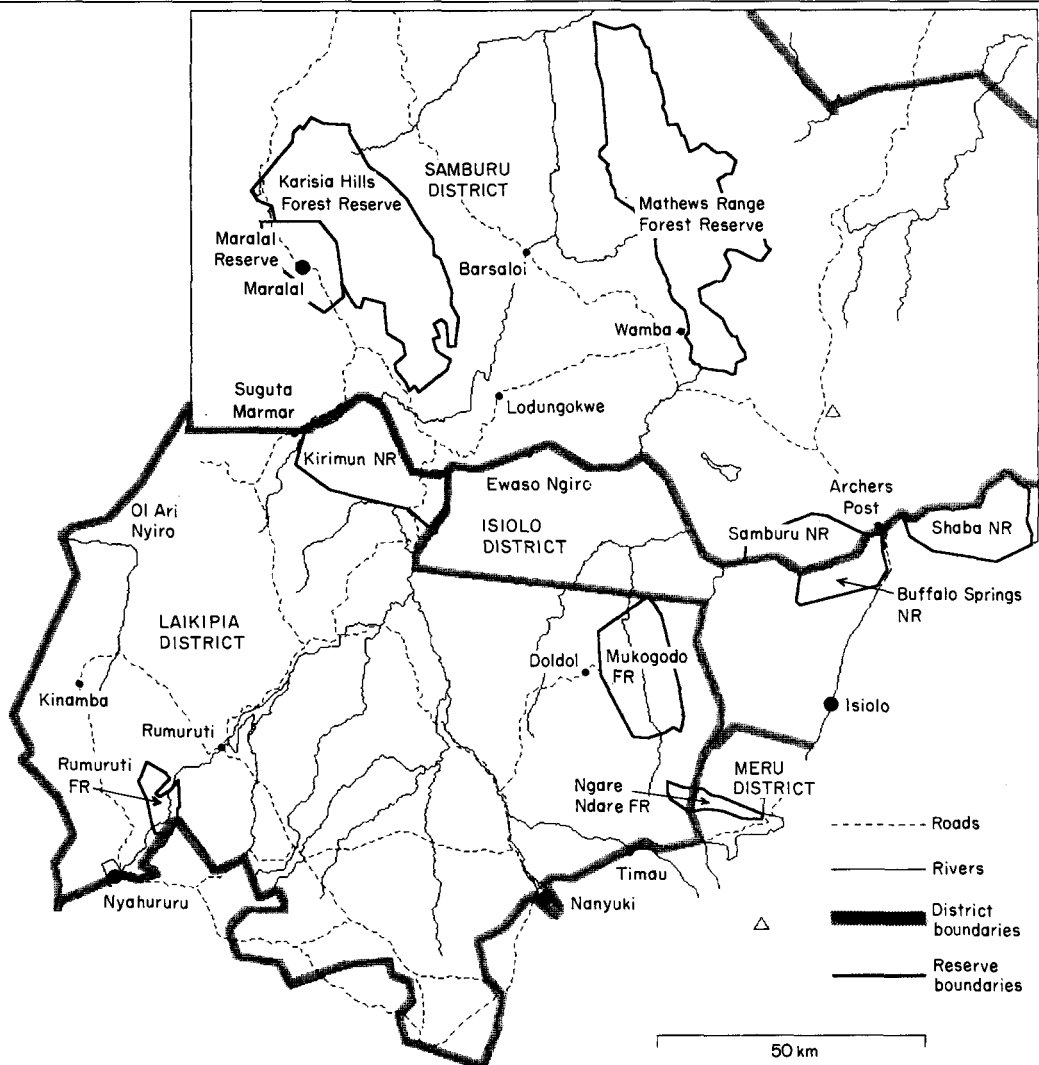 SAMBURU
DISTRICT
Karisia Hills
Forest Reserve
Mathews Range
Forest Reserve
Maralal
Reserve
Maralal
Barsaloi
Wamba
Suguta
Marmar
Lodungokwe
Kirimun NR
Ewaso Ngiro
Archers
Post
Ol Ari
Nyiro
ISIOLO
DISTRICT
Samburu NR
Shaba NR
Buffalo Springs
NR
LAIKIPIA
DISTRICT
Doldol
Mukogodo
FR
Kinamba
Isiolo
Rumuruti
Rumuruti
FR
MERU
DISTRICT
Ngare
Ndare FR
Roads
Rivers
Timau
Nyahururu
Nanyuki
District
boundaries
Reserve
boundaries
50 km